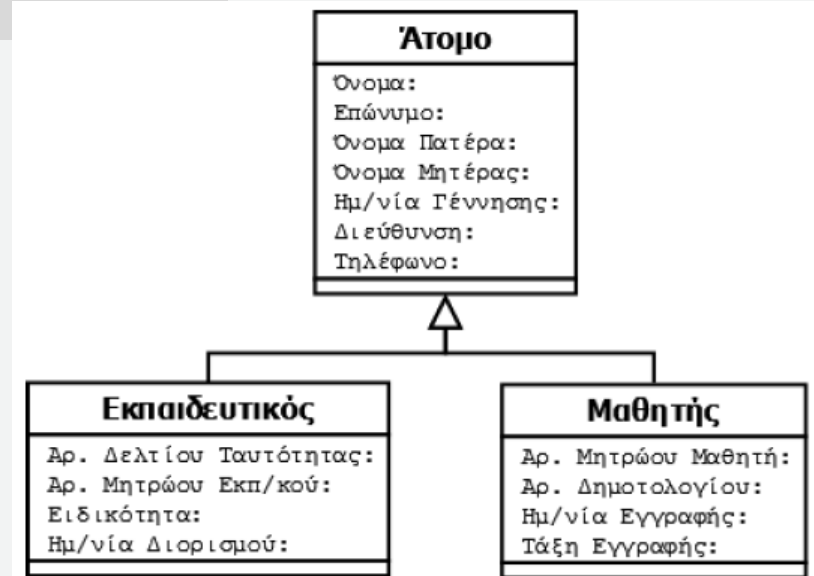 Άτομο
Όνομα:
Επώνυμο:
Όνομα Πατέρα:
Όνομα Μητέρας:
Ημ/νία Γέννησης:
Διεύθυνση:
Τηλέφωνο:
Εκπαιδευτικός
Αρ. Δελτίου Ταυτότητας:
Αρ. Μητρώου Εκπ/κού:
Ειδικότητα:
Ημ/νία Διορισμού:
Μαθητής
Αρ. Μητρώου Μαθητή:
Αρ. Δημοτολογίου:
Ημ/νία Εγγραφής:
Τάξη Εγγραφής: